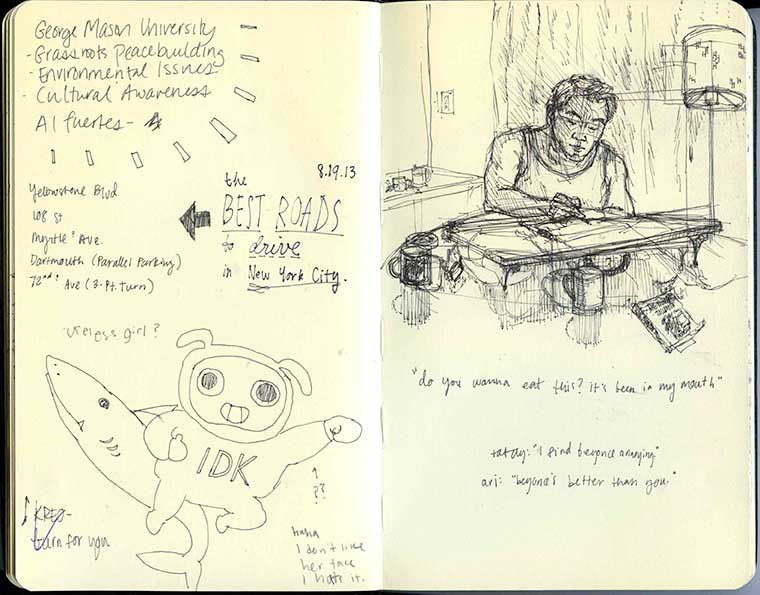 George Mason University
- Grassroots Peacebuilding
- Environmental Issues
- Cultural Awareness
Al Fuertes -
8.19.13
the
BEST ROADS
to drive
in New York City.
Yellowstone Blvd
108 St
Myrtle Ave.
Dartmouth (Parallel Parking)
72nd Ave (3-Pt. Turn)
"useless girl?
IDK
??
KREO-
turn for you
haha
I don't like
her face
I hate it.
"do you wanna eat this? it's been in my mouth"
tatay: "I find beyonce annoying"
ari: "beyonce's better than you."